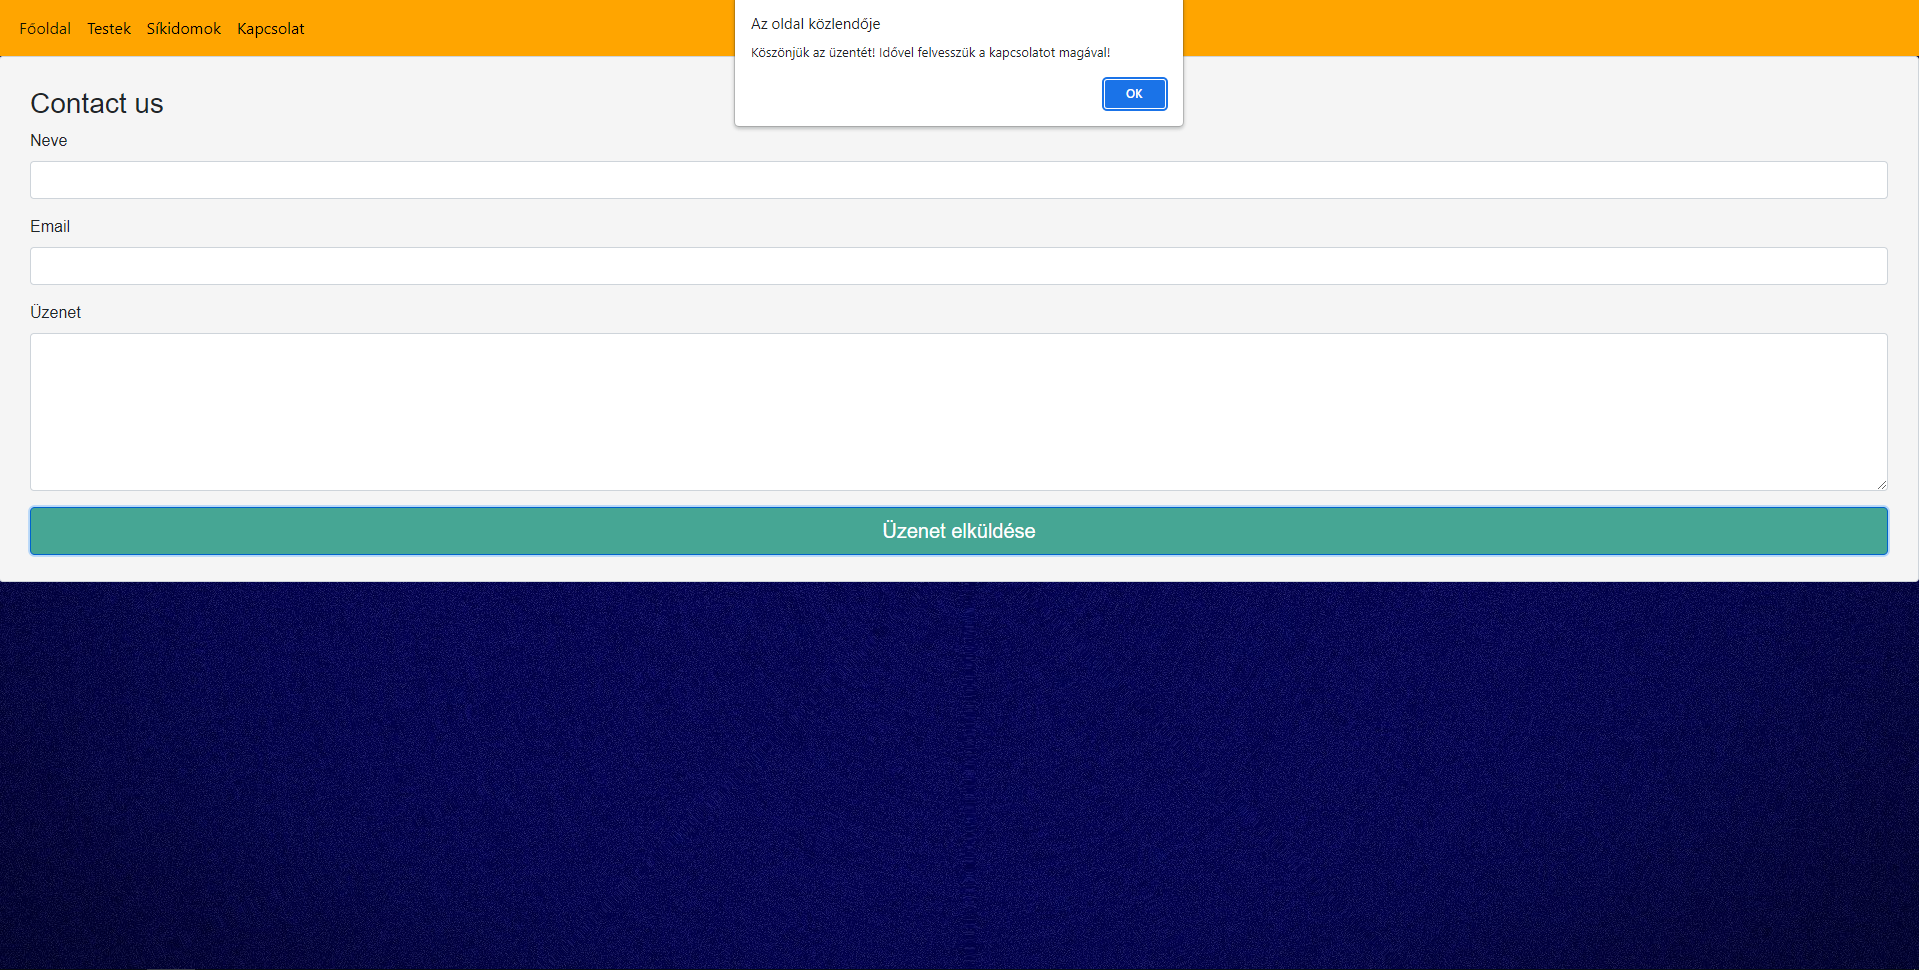 Főoldal Testek Síkidomok Kapcsolat
Az oldal közlendője
Köszönjük az üzentét! Idővel felvesszük a kapcsolatot magával!
OK
Contact us
Neve
Email
Üzenet
Üzenet elküldése